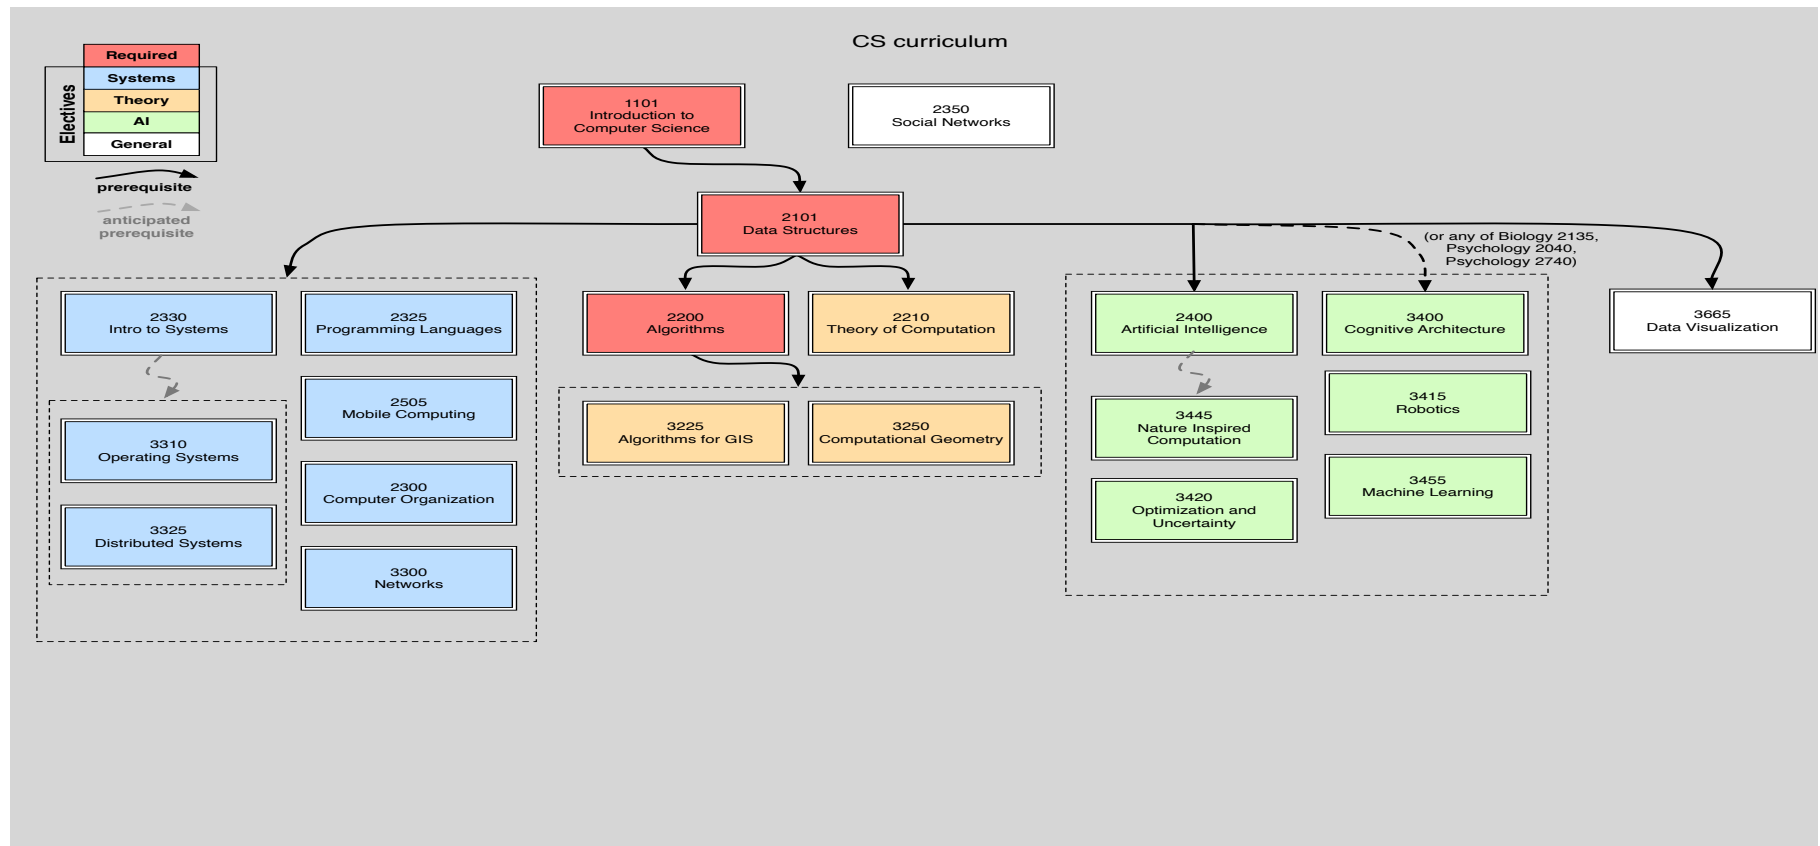 CS curriculum
Required
Systems
Theory
AI
General
Electives
prerequisite
anticipated
prerequisite
1101
Introduction to
Computer Science
2350
Social Networks
2101
Data Structures
(or any of Biology 2135,
Psychology 2040,
Psychology 2740)
2330
Intro to Systems
2325
Programming Languages
2200
Algorithms
2210
Theory of Computation
2400
Artificial Intelligence
3400
Cognitive Architecture
3665
Data Visualization
2505
Mobile Computing
3310
Operating Systems
3225
Algorithms for GIS
3250
Computational Geometry
3445
Nature Inspired
Computation
3415
Robotics
2300
Computer Organization
3325
Distributed Systems
3420
Optimization and
Uncertainty
3455
Machine Learning
3300
Networks